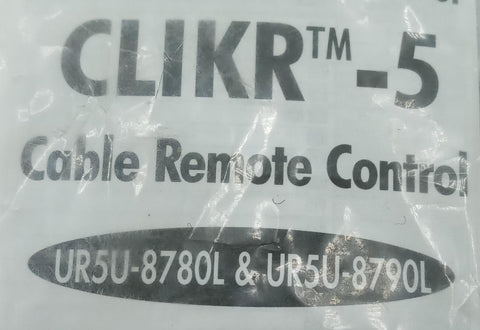 CLIKR™-5
Cable Remote Control
UR5U-8780L & UR5U-8790L